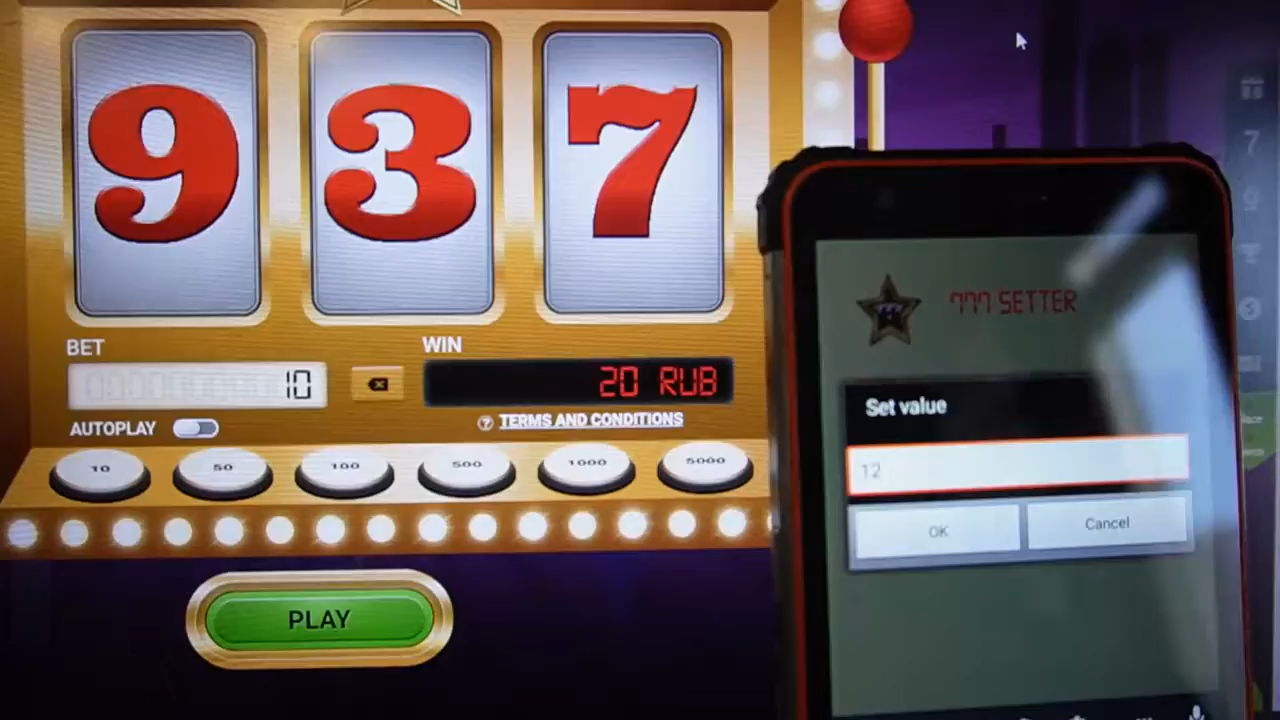 9 3 7
BET
WIN
10
20 RUB
AUTOPLAY
TERMS AND CONDITIONS
10 50 100 500 1000 5000
PLAY
777 SETTER
Set value
12
OK
Cancel
7